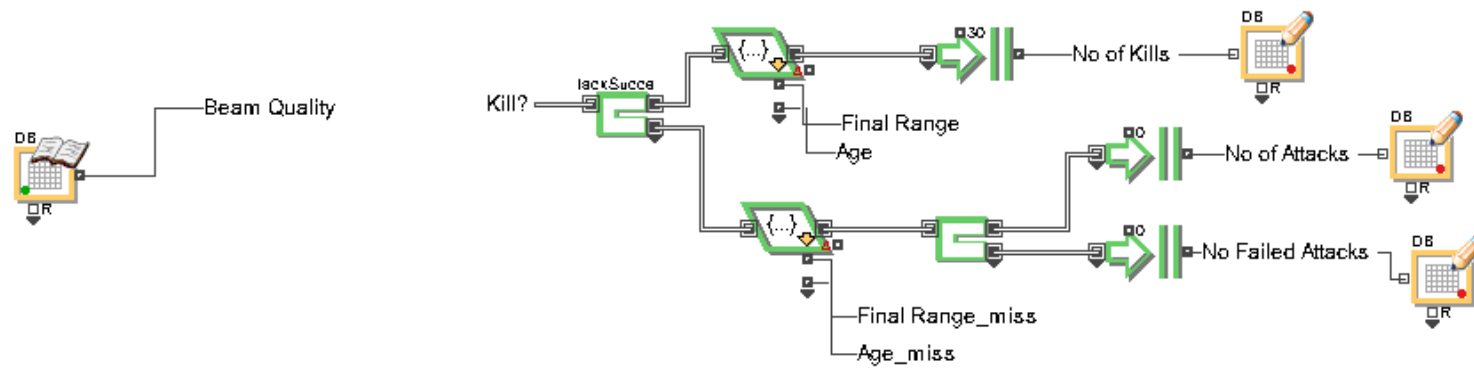 DB
Beam Quality
R
Kill?
lackSucce
{...}
Final Range
Age
30
No of Kills
DB
R
{...}
Final Range_miss
Age_miss
0
No of Attacks
DB
R
0
No Failed Attacks
DB
R